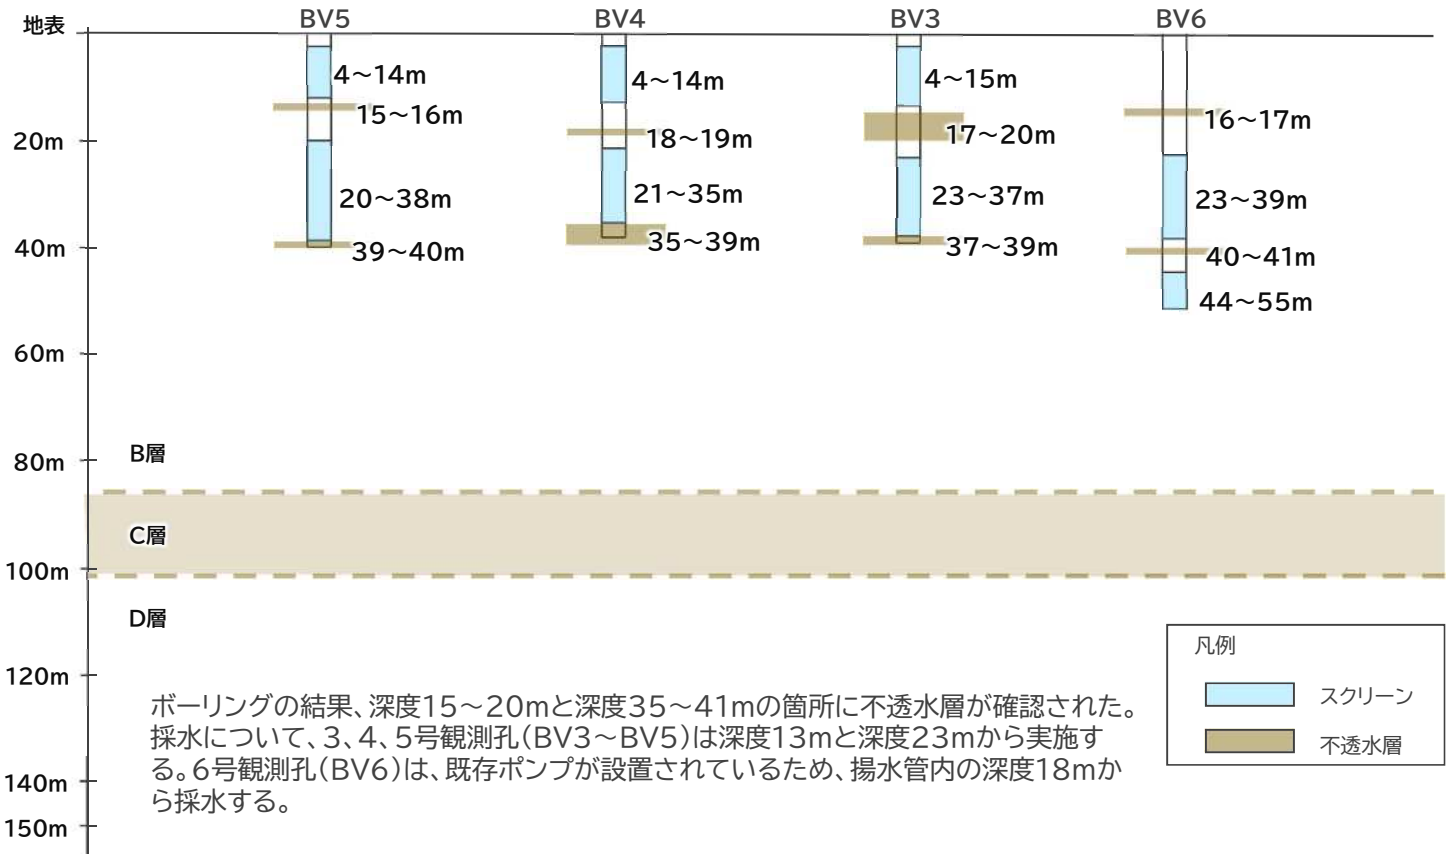 地表
BV5
BV4
BV3
BV6
4～14m
4～14m
4～15m
15～16m
18～19m
17～20m
16～17m
20m
20～38m
21～35m
23～37m
23～39m
40m
39～40m
35～39m
37～39m
40～41m
44～55m
60m
80m
B層
C層
100m
D層
120m
140m
150m
凡例
スクリーン
不透水層
ボーリングの結果、深度15～20mと深度35～41mの箇所に不透水層が確認された。
採水について、3、4、5号観測孔（BV3～BV5）は深度13mと深度23mから実施す
る。6号観測孔（BV6）は、既存ポンプが設置されているため、揚水管内の深度18mか
ら採水する。